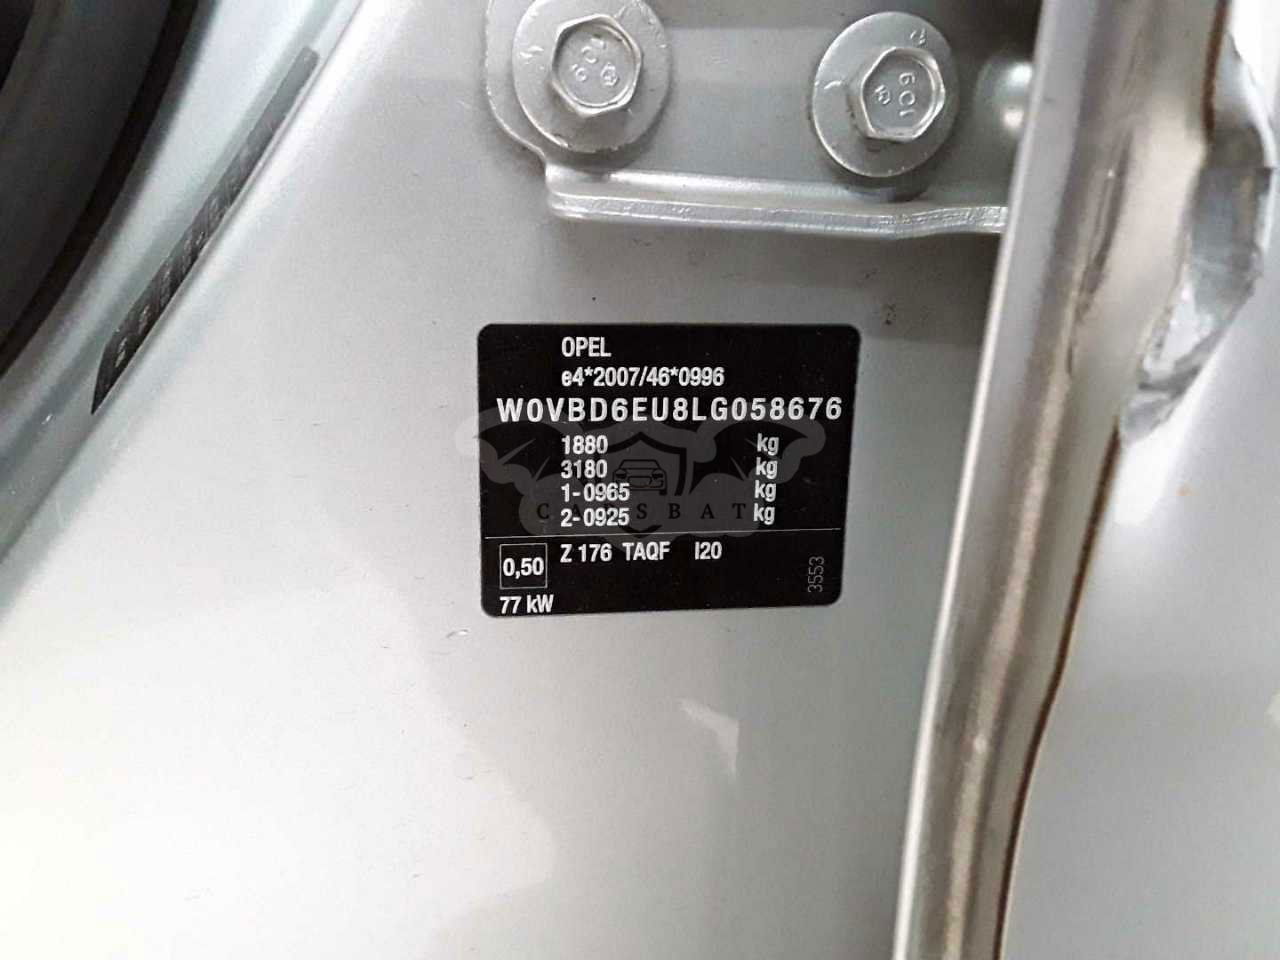 OPEL
e4*2007/46*0996
W0VBD6EU8LG058676
1880 kg
3180 kg
1-0965 kg
2-0925 kg
0,50 Z 176 TAQF I20
77 kW
3553
CARSBAT